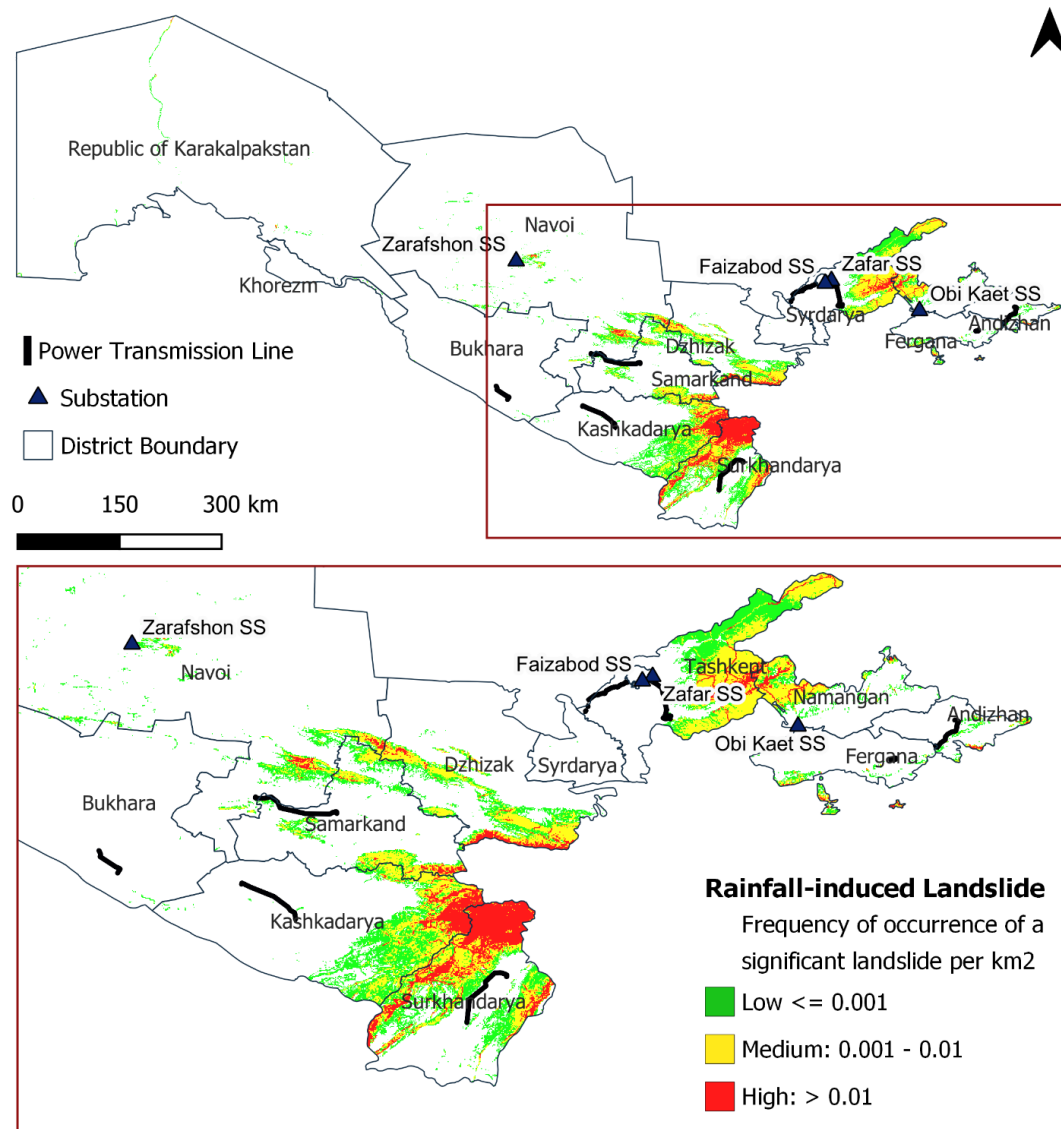 Republic of Karakalpakstan
Navoi
Zarafshon SS
Khorezm
Faizabod SS
Zafar SS
Obi Kaet SS
Syrdarya
Andizhan
Fergana
Bukhara
Dzhizak
Samarkand
Kashkadarya
Surkhandarya
Power Transmission Line
Substation
District Boundary
0 150 300 km
Zarafshon SS
Navoi
Faizabod SS
Tashkent
Zafar SS
Namangan
Andizhan
Obi Kaet SS
Fergana
Dzhizak
Syrdarya
Bukhara
Samarkand
Kashkadarya
Surkhandarya
Rainfall-induced Landslide
Frequency of occurrence of a
significant landslide per km2
Low <= 0.001
Medium: 0.001 - 0.01
High: > 0.01